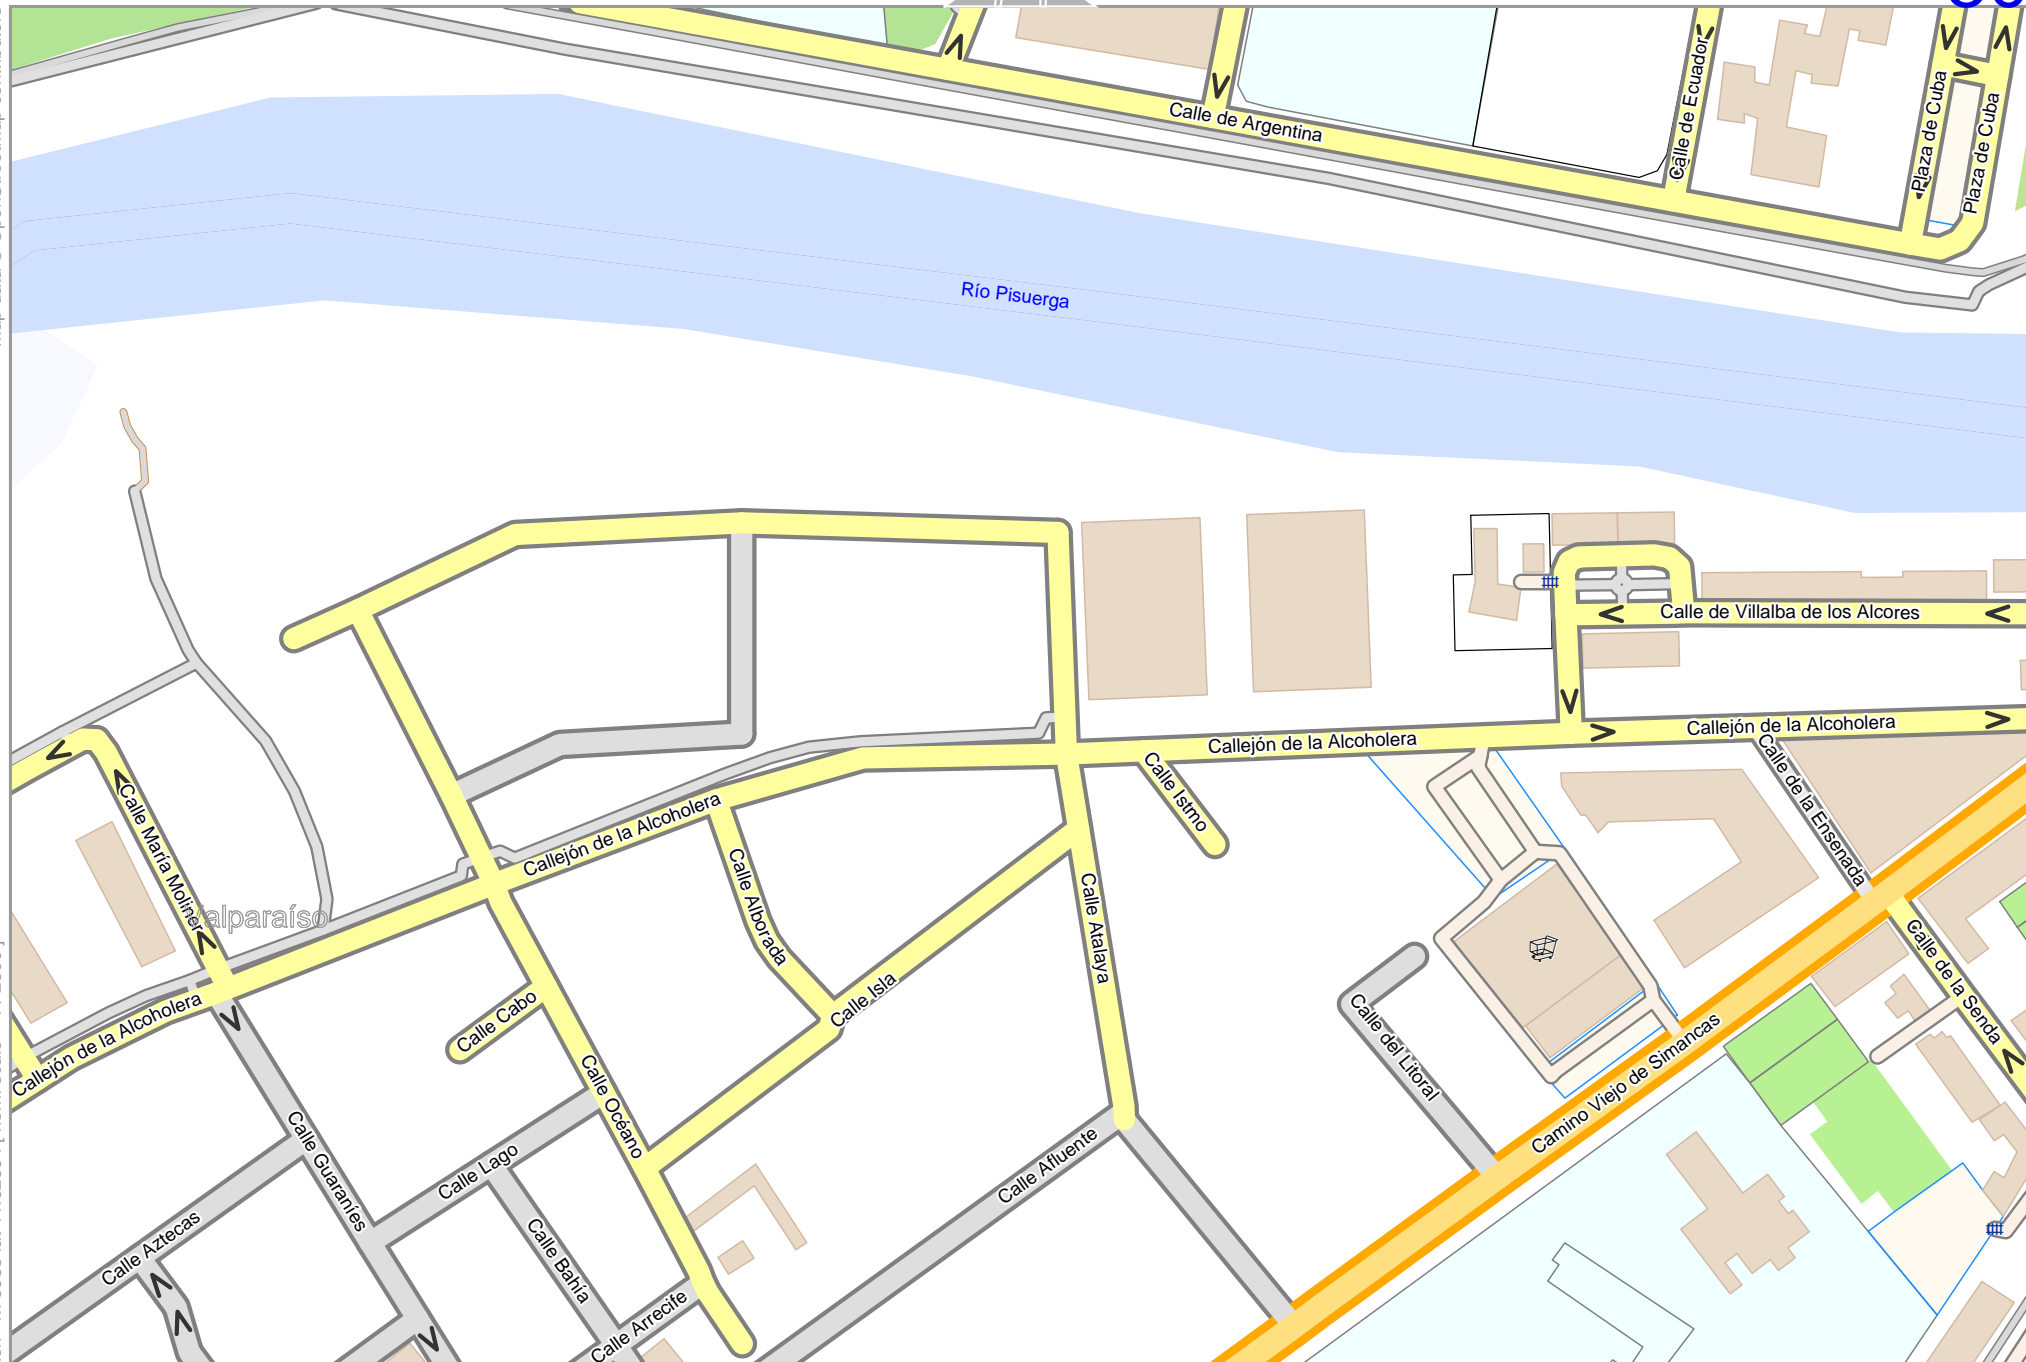 Calle de Argentina
Calle de Ecuador
Plaza de Cuba
Plaza de Cuba
Río Pisuerga
Calle de Villalba de los Alcores
Callejón de la Alcoholera
Callejón de la Alcoholera
Calle Istmo
Calle de la Ensenada
Callejón de la Alcoholera
Calle María Moliner
Valparaíso
Calle Alborada
Calle Atalaya
Calle Isla
Calle de la Senda
Callejón de la Alcoholera
Calle Cabo
Calle Océano
Calle del Litoral
Camino Viejo de Simancas
Calle Guaraníes
Calle Lago
Calle Afluente
Calle Aztecas
Calle Bahía
Calle Arrecife